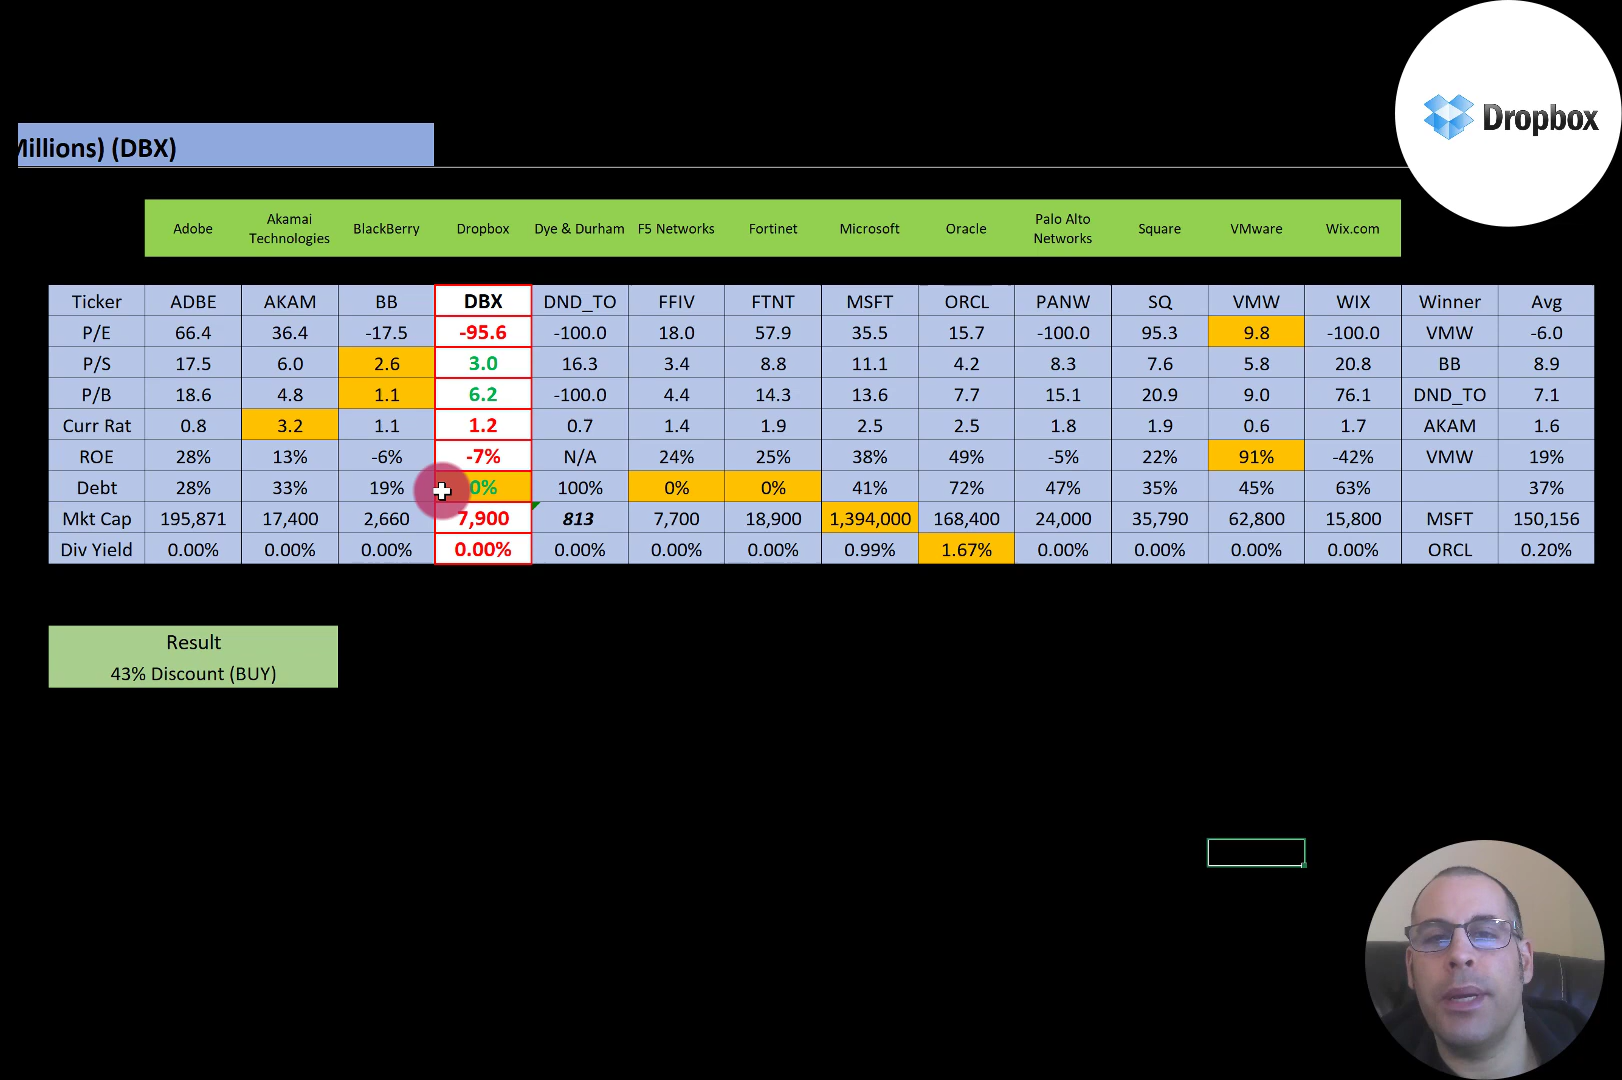 Dropbox
Millions) (DBX)
Adobe Akamai Technologies BlackBerry Dropbox Dye & Durham F5 Networks Fortinet Microsoft Oracle Palo Alto Networks Square VMware Wix.com
Ticker ADBE AKAM BB DBX DND_TO FFIV FTNT MSFT ORCL PANW SQ VMW WIX Winner Avg
P/E 66.4 36.4 -17.5 -95.6 -100.0 18.0 57.9 35.5 15.7 -100.0 95.3 9.8 -100.0 VMW -6.0
P/S 17.5 6.0 2.6 3.0 16.3 3.4 8.8 11.1 4.2 8.3 7.6 5.8 20.8 BB 8.9
P/B 18.6 4.8 1.1 6.2 -100.0 4.4 14.3 13.6 7.7 15.1 20.9 9.0 76.1 DND_TO 7.1
Curr Rat 0.8 3.2 1.1 1.2 0.7 1.4 1.9 2.5 2.5 1.8 1.9 0.6 1.7 AKAM 1.6
ROE 28% 13% -6% -7% N/A 24% 25% 38% 49% -5% 22% 91% -42% VMW 19%
Debt 28% 33% 19% 0% 100% 0% 0% 41% 72% 47% 35% 45% 63% 37%
Mkt Cap 195,871 17,400 2,660 7,900 813 7,700 18,900 1,394,000 168,400 24,000 35,790 62,800 15,800 MSFT 150,156
Div Yield 0.00% 0.00% 0.00% 0.00% 0.00% 0.00% 0.00% 0.99% 1.67% 0.00% 0.00% 0.00% 0.00% ORCL 0.20%
Result
43% Discount (BUY)